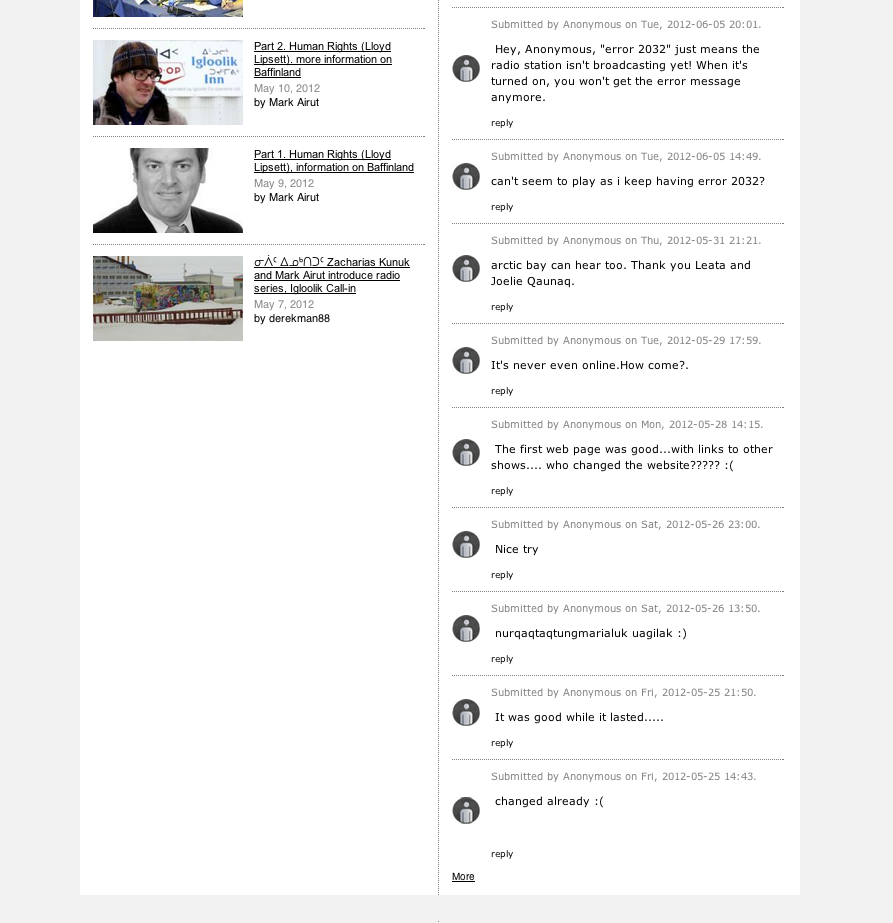 Part 2. Human Rights (Lloyd
Lipsett). more information on
Baffinland
May 10, 2012
by Mark Airut
Igloolik
Inn
Part 1. Human Rights (Lloyd
Lipsett), information on Baffinland
May 9, 2012
by Mark Airut
ᓂᐲᑦ ᐃᓄᒃᑎᑐᑦ Zacharias Kunuk
and Mark Airut introduce radio
series, Igloolik Call-in
May 7, 2012
by derekman88
Submitted by Anonymous on Tue, 2012-06-05 20:01.
Hey, Anonymous, "error 2032" just means the
radio station isn't broadcasting yet! When it's
turned on, you won't get the error message
anymore.
reply
Submitted by Anonymous on Tue, 2012-06-05 14:49.
can't seem to play as i keep having error 2032?
reply
Submitted by Anonymous on Thu, 2012-05-31 21:21.
arctic bay can hear too. Thank you Leata and
Joelie Qaunaq.
reply
Submitted by Anonymous on Tue, 2012-05-29 17:59.
It's never even online.How come?.
reply
Submitted by Anonymous on Mon, 2012-05-28 14:15.
The first web page was good...with links to other
shows.... who changed the website????? :(
reply
Submitted by Anonymous on Sat, 2012-05-26 23:00.
Nice try
reply
Submitted by Anonymous on Sat, 2012-05-26 13:50.
nurqaqtaqtungmarialuk uagilak :)
reply
Submitted by Anonymous on Fri, 2012-05-25 21:50.
It was good while it lasted.....
reply
Submitted by Anonymous on Fri, 2012-05-25 14:43.
changed already :(
reply
More